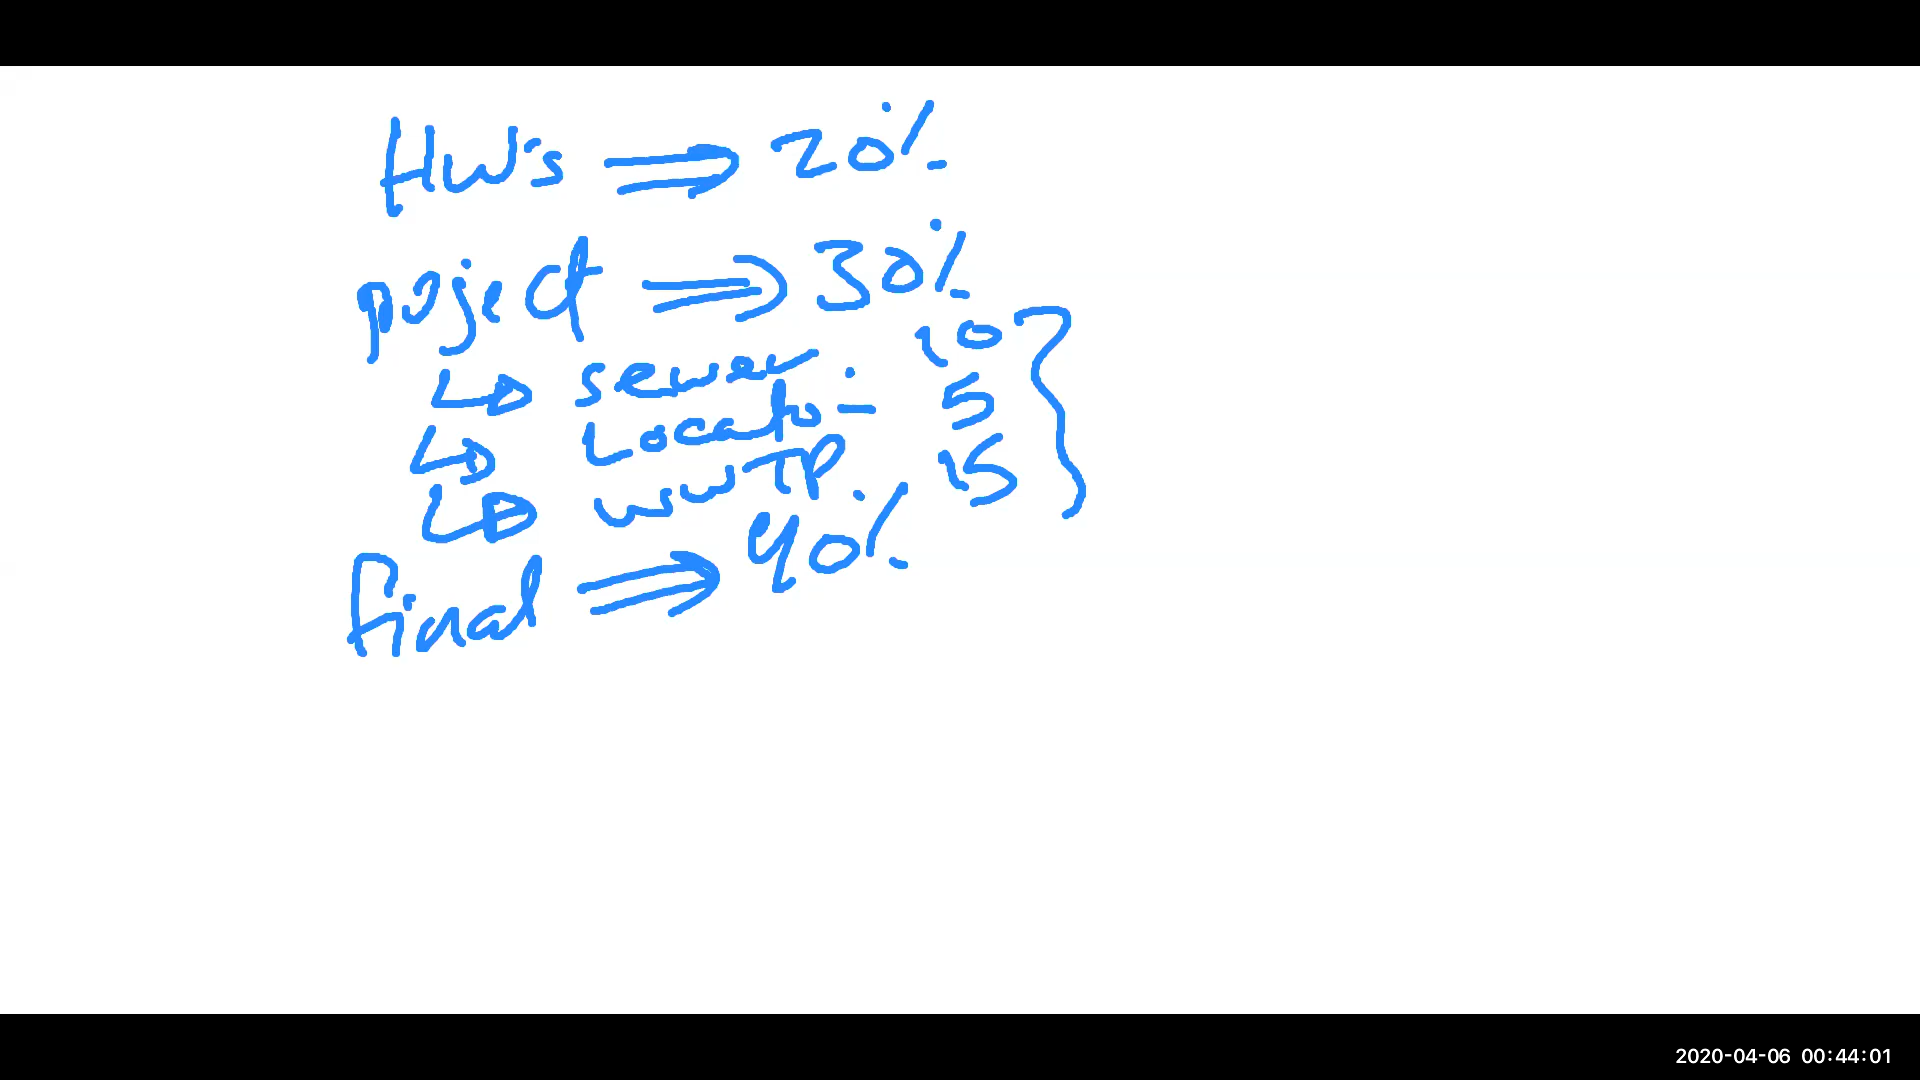 HW's ⇒ 20%
project ⇒ 30%
↳ sewer 10
↳ Locatio- 5
↳ WWTP 15
final ⇒ 40%
2020-04-06 00:44:01